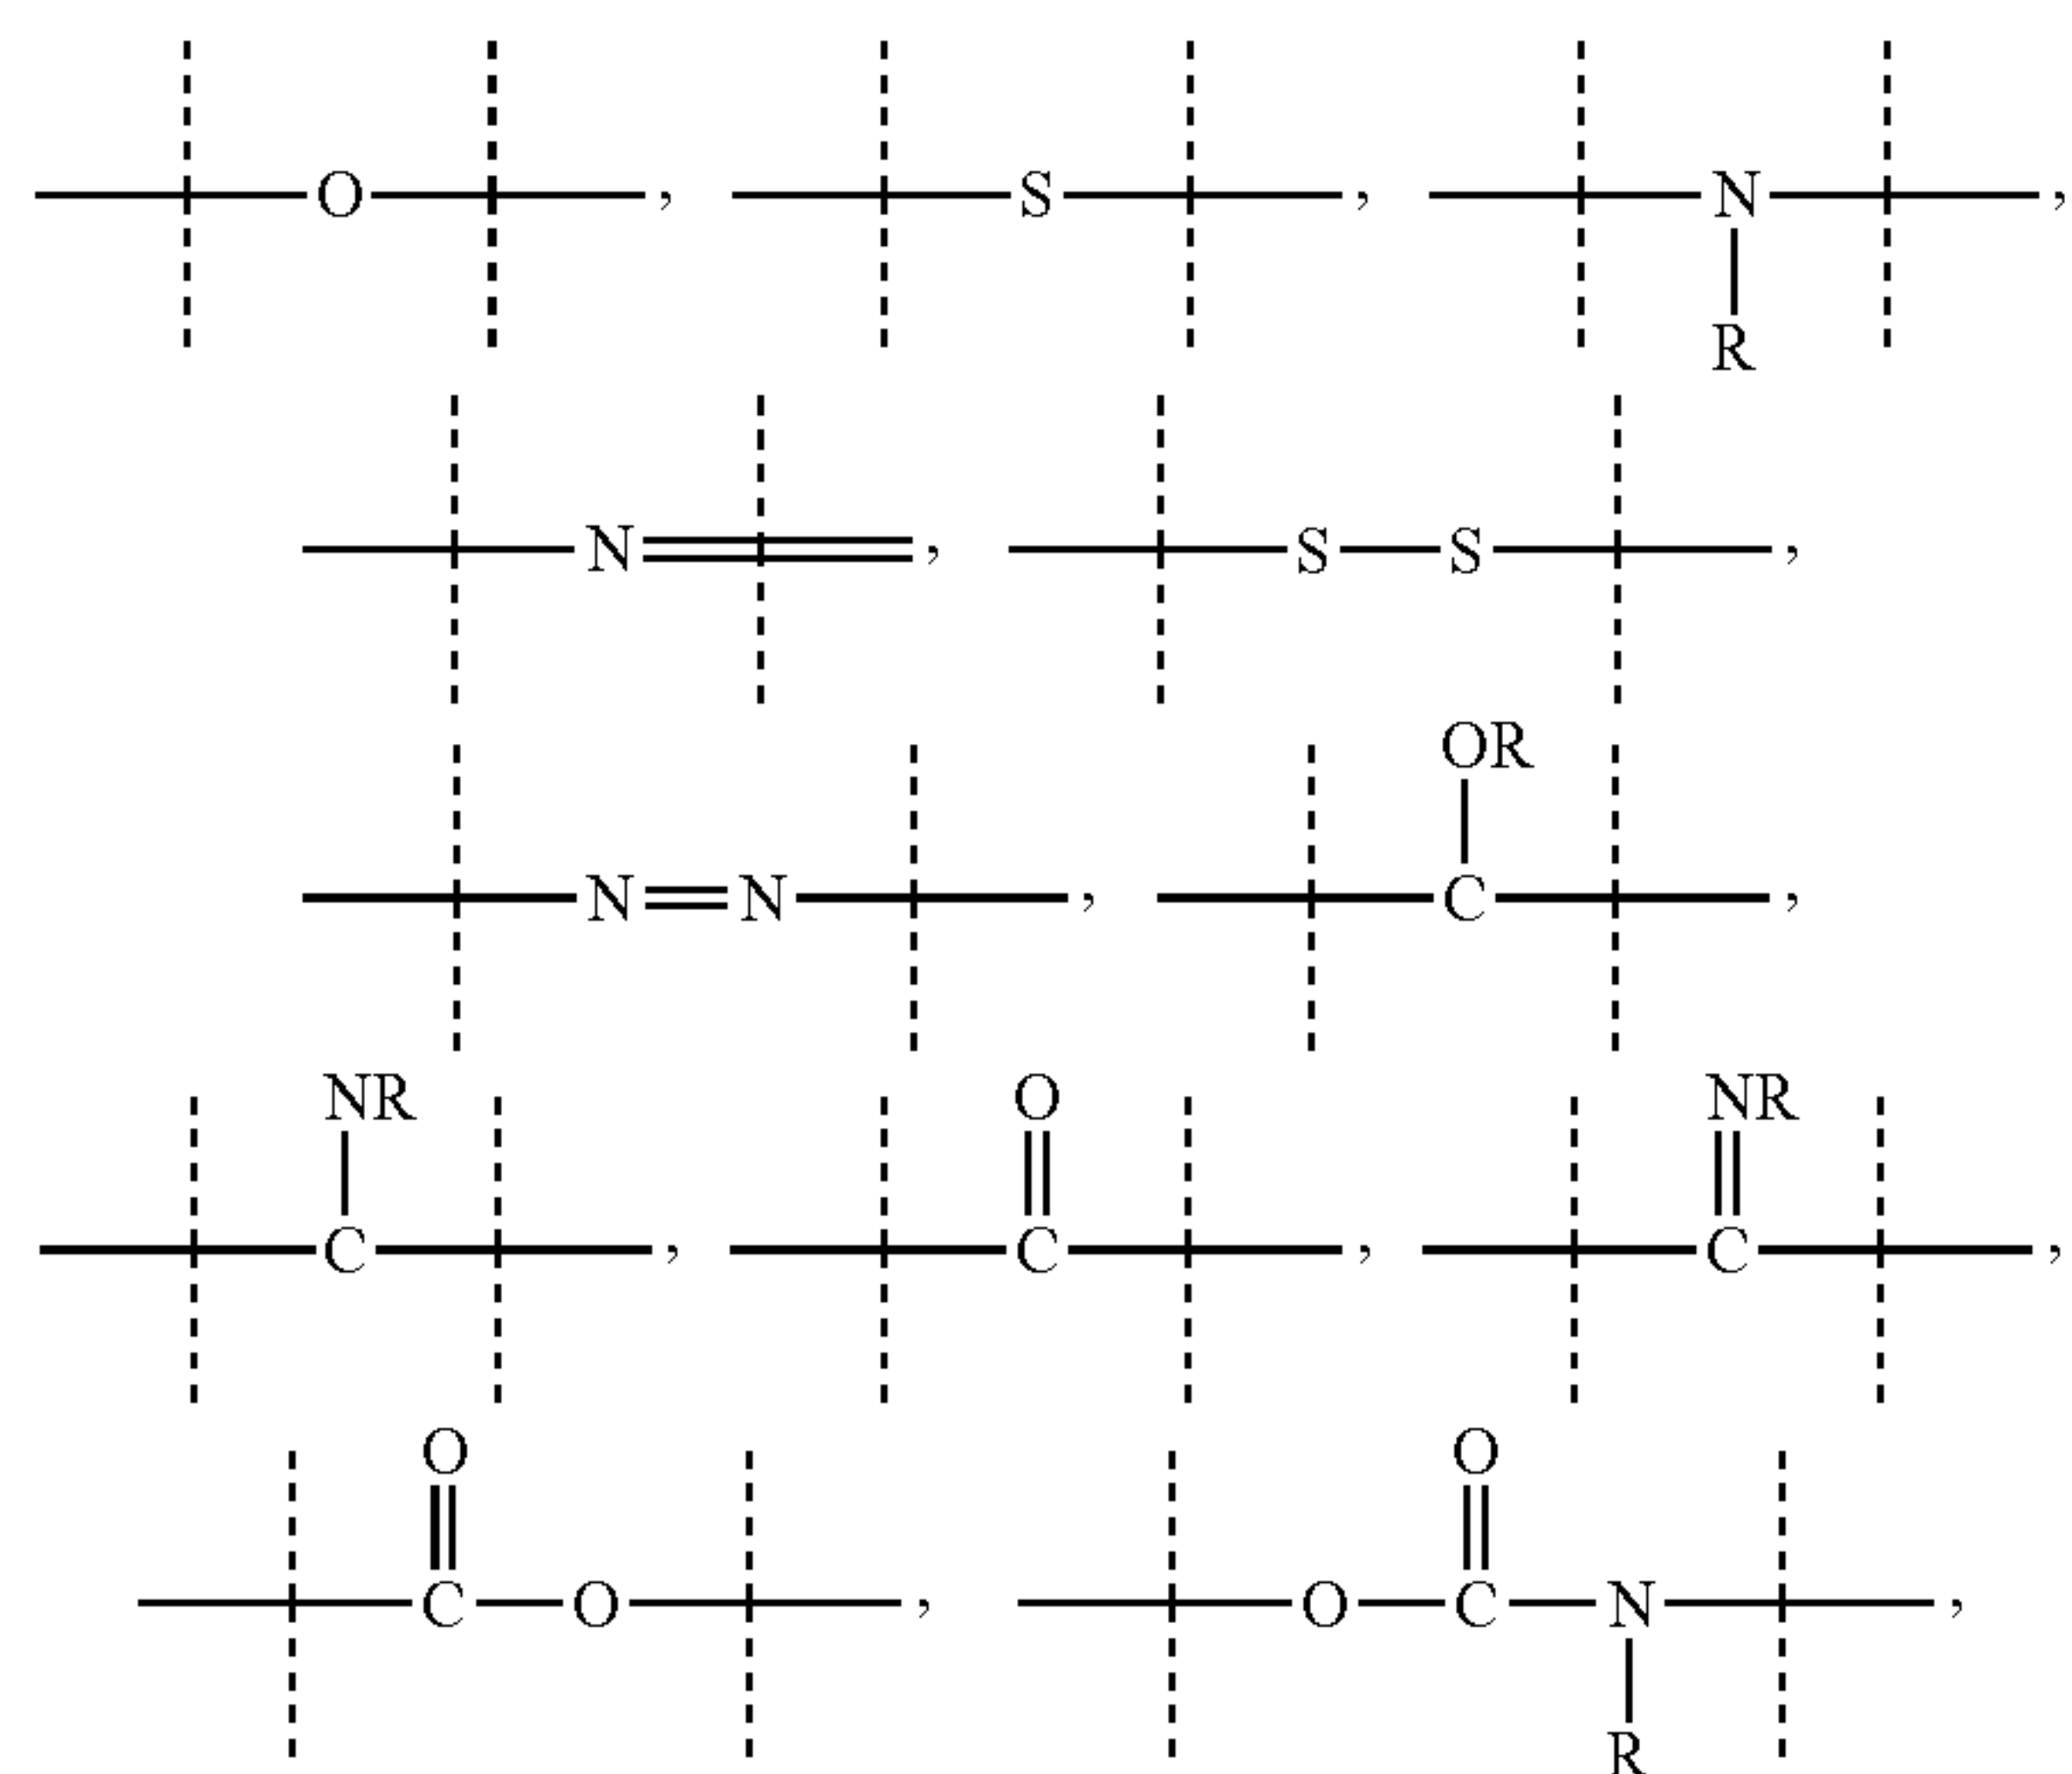 O, S, N,
R
N, S S,
OR
N N, C,
NR O NR
C, C, C,
O O
C O, O C N,
R